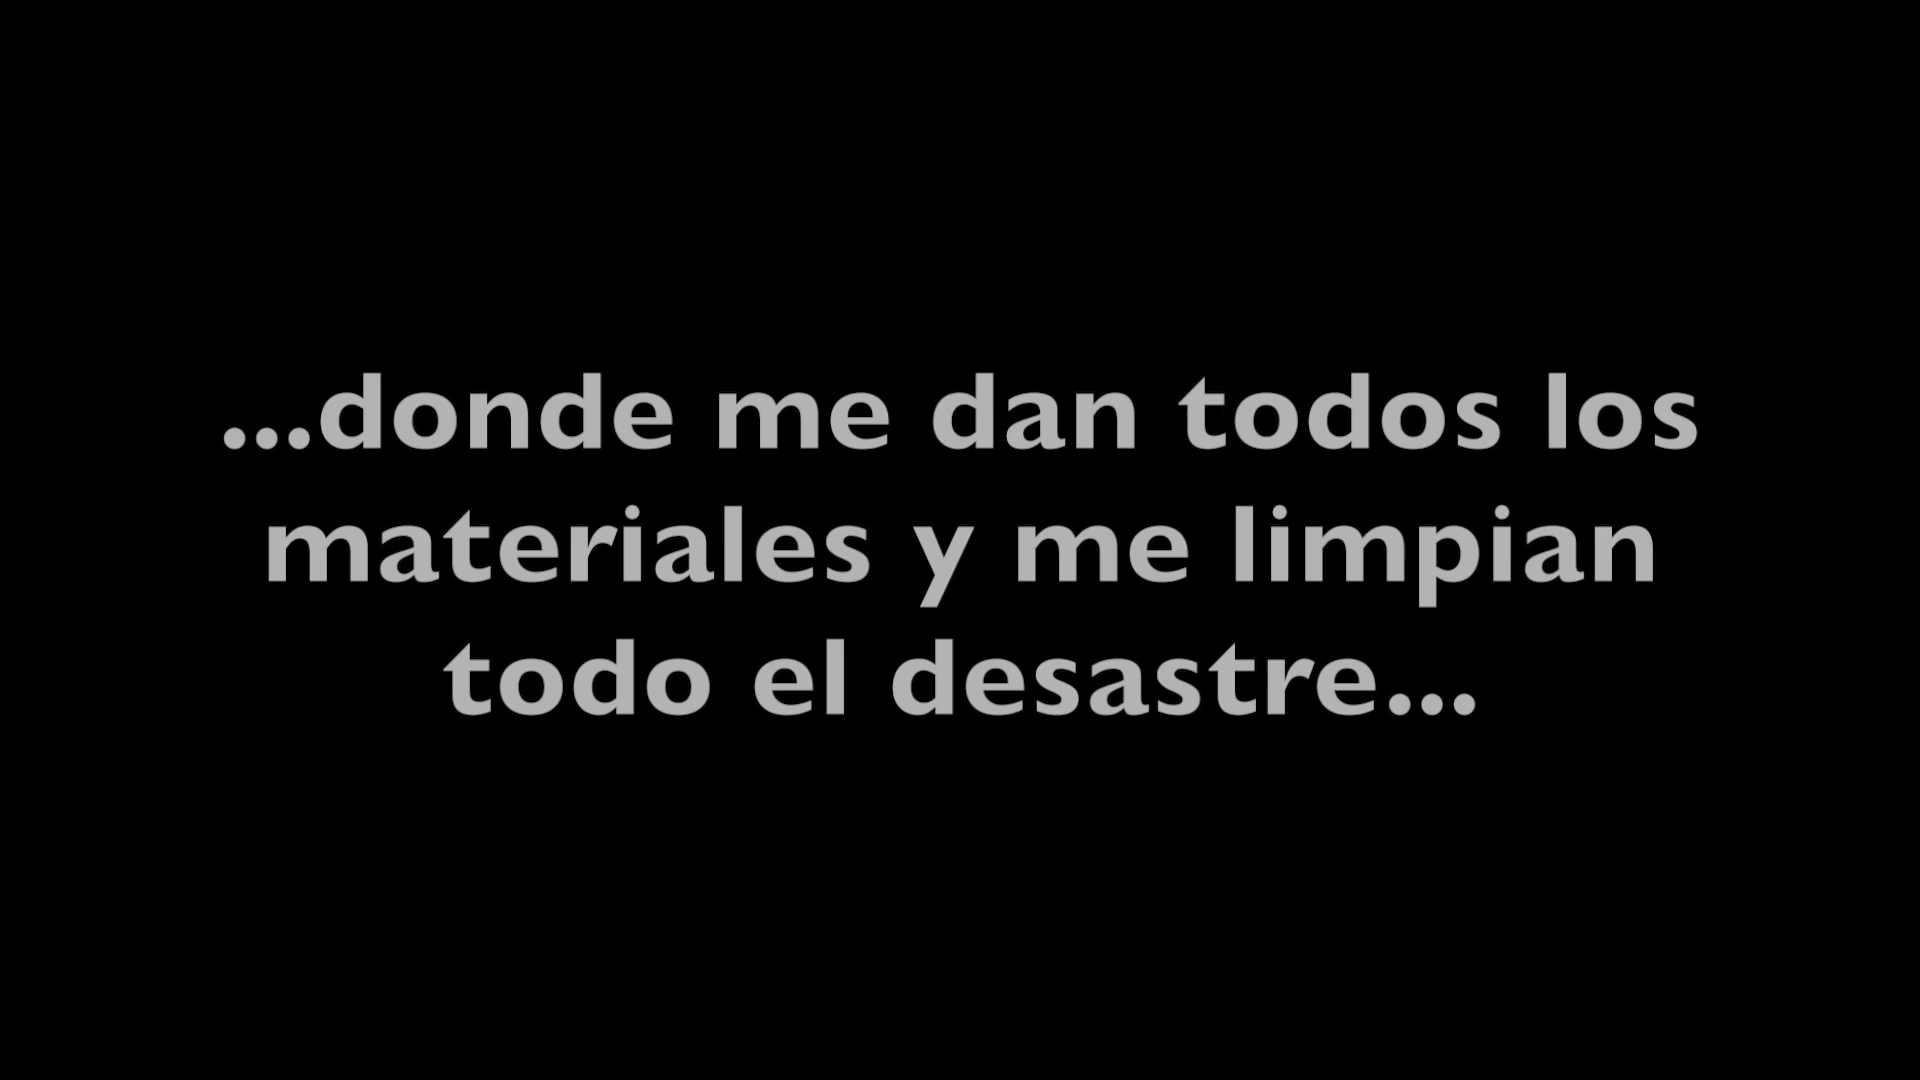 ...donde me dan todos los
materiales y me limpian
todo el desastre...